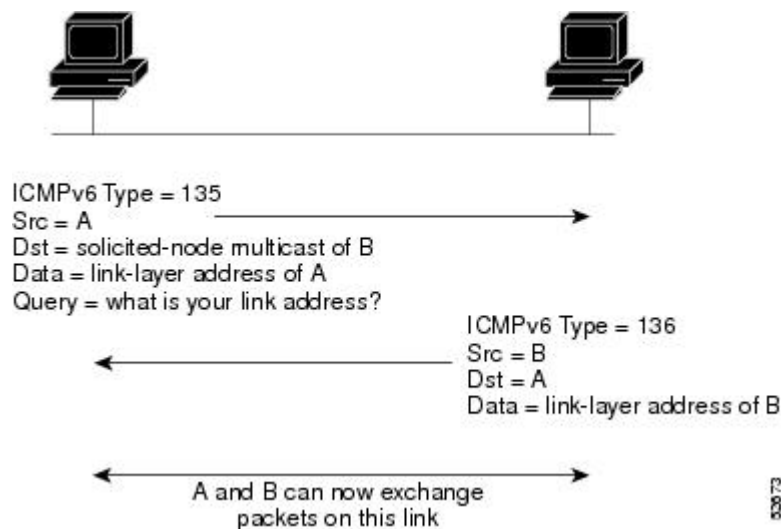 ICMPv6 Type = 135
Src = A
Dst = solicited-node multicast of B
Data = link-layer address of A
Query = what is your link address?
ICMPv6 Type = 136
Src = B
Dst = A
Data = link-layer address of B
A and B can now exchange
packets on this link